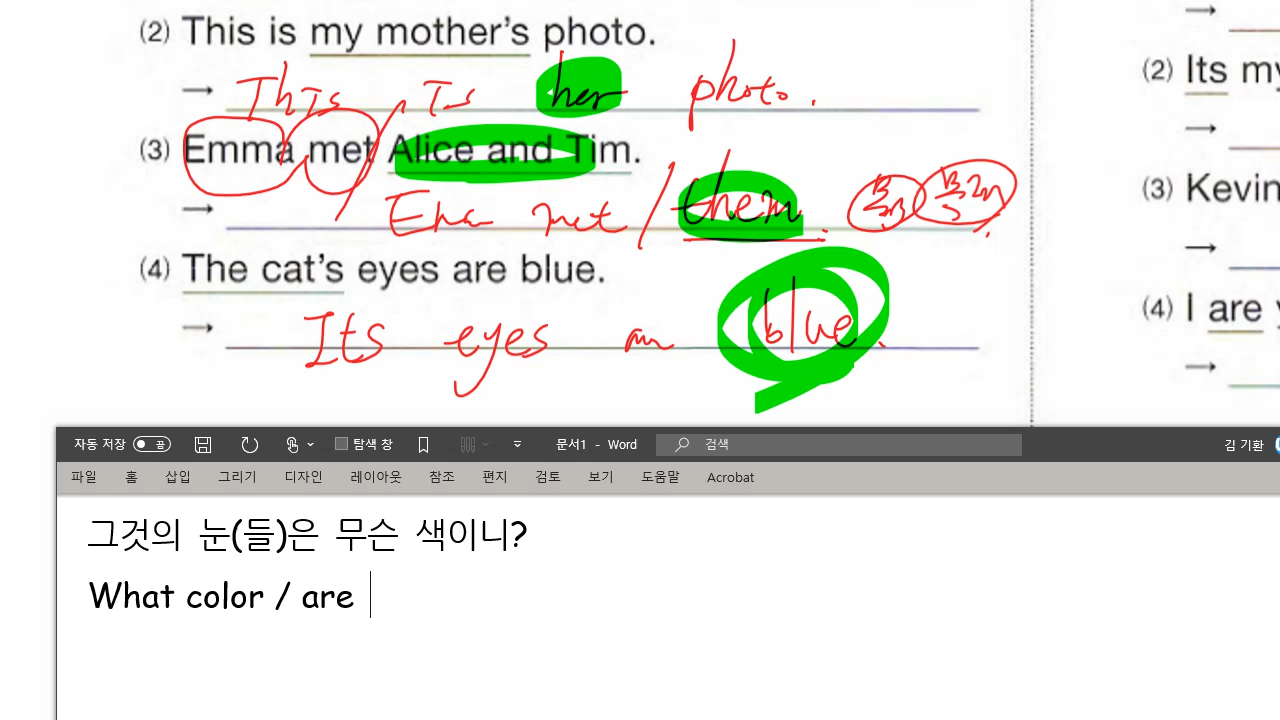 (2) This is my mother's photo.
→ This is her photo.
(3) Emma met Alice and Tim.
→ met / them.
(4) The cat's eyes are blue.
→ Its eyes blue.
→
(2) Its my
→
(3) Kevin
→
(4) I are
→
자동 저장 끔 탐색 창 문서1 - Word 검색 김 기환
파일 홈 삽입 그리기 디자인 레이아웃 참조 편지 검토 보기 도움말 Acrobat
그것의 눈(들)은 무슨 색이니?
What color / are